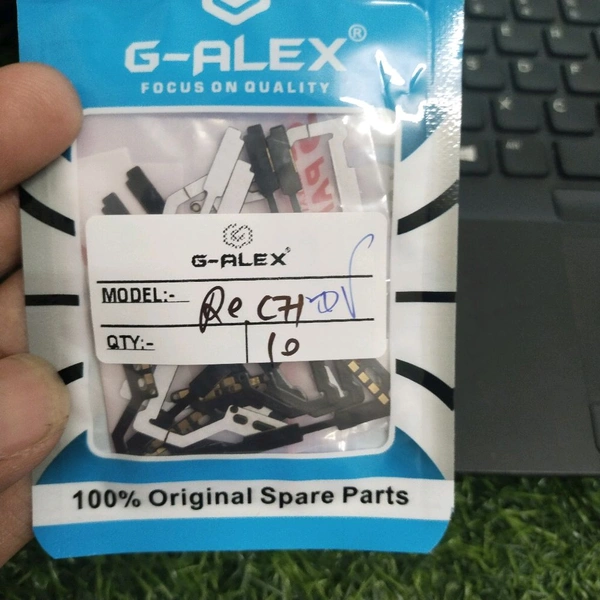 G-ALEX®
FOCUS ON QUALITY
G-ALEX®
MODEL:- Re C71
QTY:- 10
100% Original Spare Parts